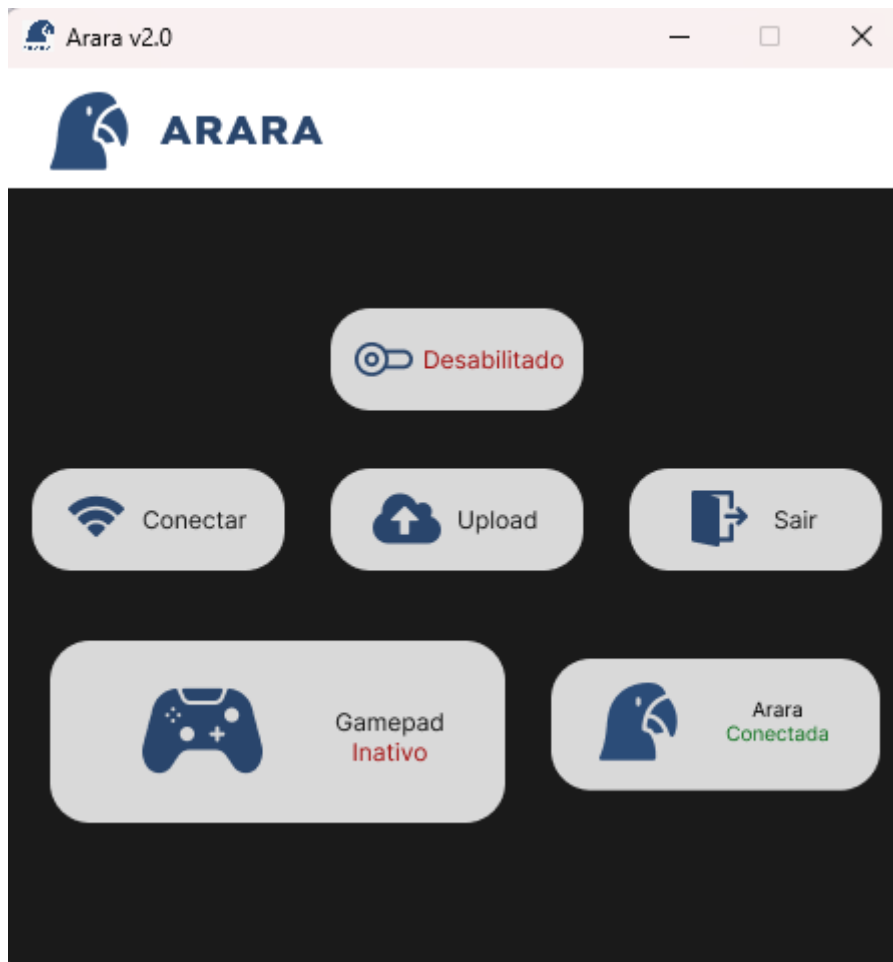 Arara v2.0
ARARA
Desabilitado
Conectar
Upload
Sair
Gamepad
Inativo
Arara
Conectada